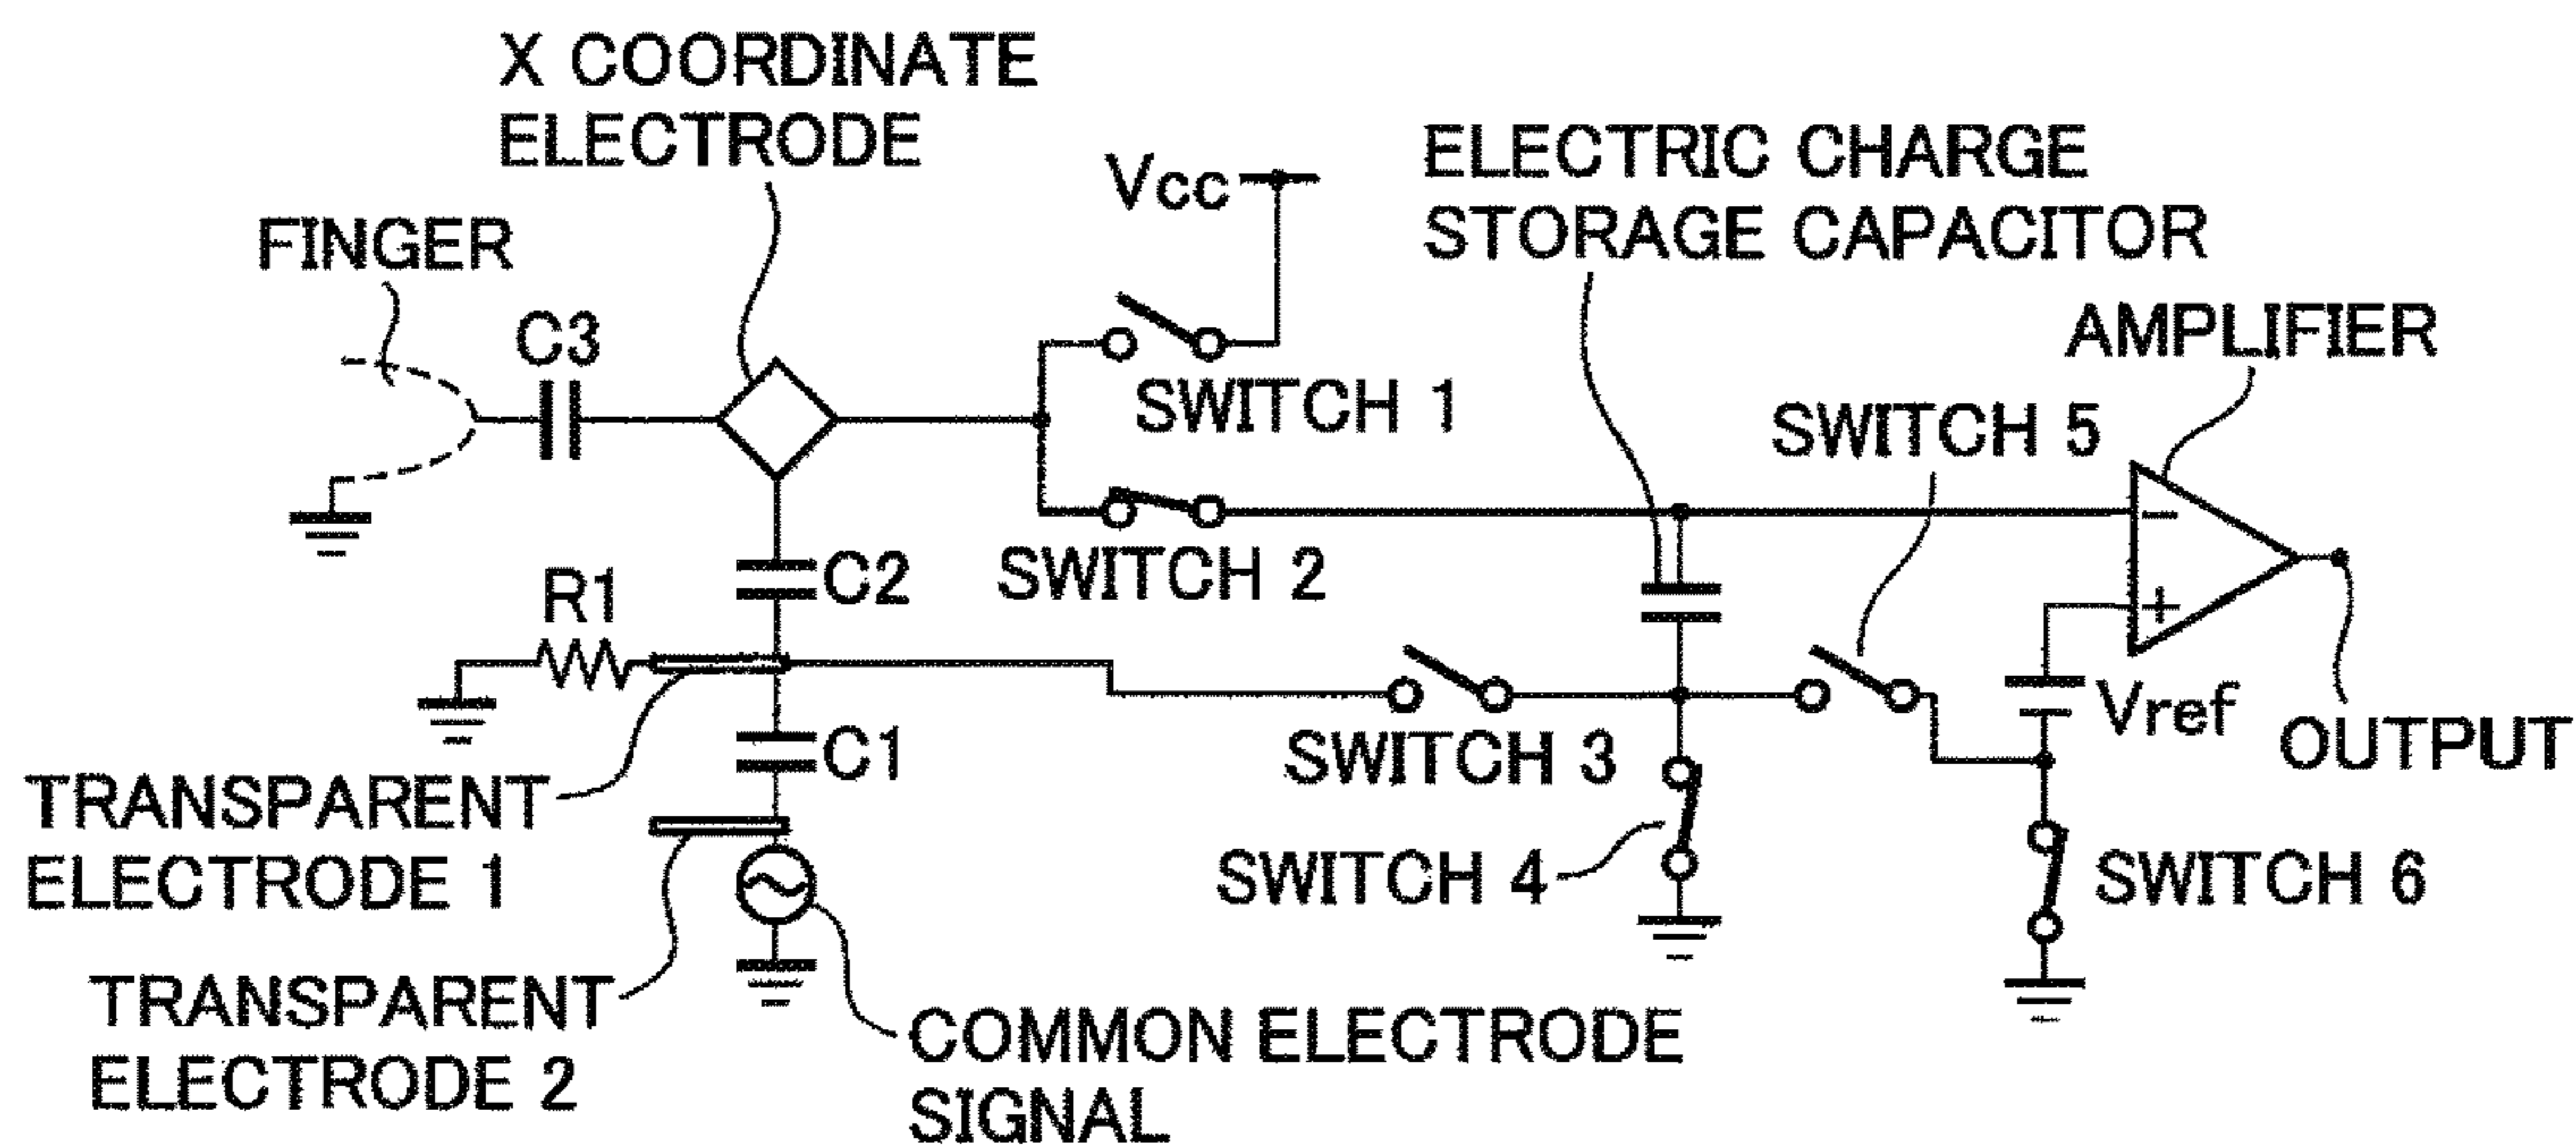 X COORDINATE
ELECTRODE
FINGER
C3
Vcc
SWITCH 1
ELECTRIC CHARGE
STORAGE CAPACITOR
AMPLIFIER
SWITCH 5
SWITCH 2
C2
R1
−
+
Vref
OUTPUT
SWITCH 3
C1
TRANSPARENT
ELECTRODE 1
SWITCH 4
SWITCH 6
TRANSPARENT
ELECTRODE 2
COMMON ELECTRODE
SIGNAL